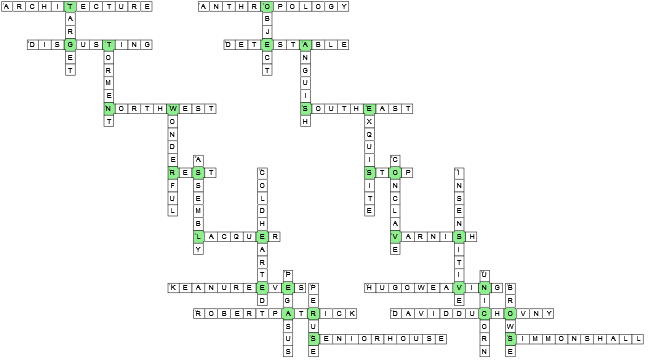 ARCHITECTURE
ANTHROPOLOGY
TARGET
OBJECT
DISGUSTING
DETESTABLE
TORMENT
ANGUISH
NORTHWEST
SOUTHEAST
WONDERFUL
EXQUISITE
ASSEMBLY
CONCLAVE
REST
STOP
COLDHEARTED
INSENSITIVE
LACQUER
VARNISH
PEGASUS
UNICORN
KEANUREEVES
HUGOWEAVING
PERUSE
BROWSE
ROBERTPATRICK
DAVIDDUCHOVNY
SENIORHOUSE
SIMMONSHALL